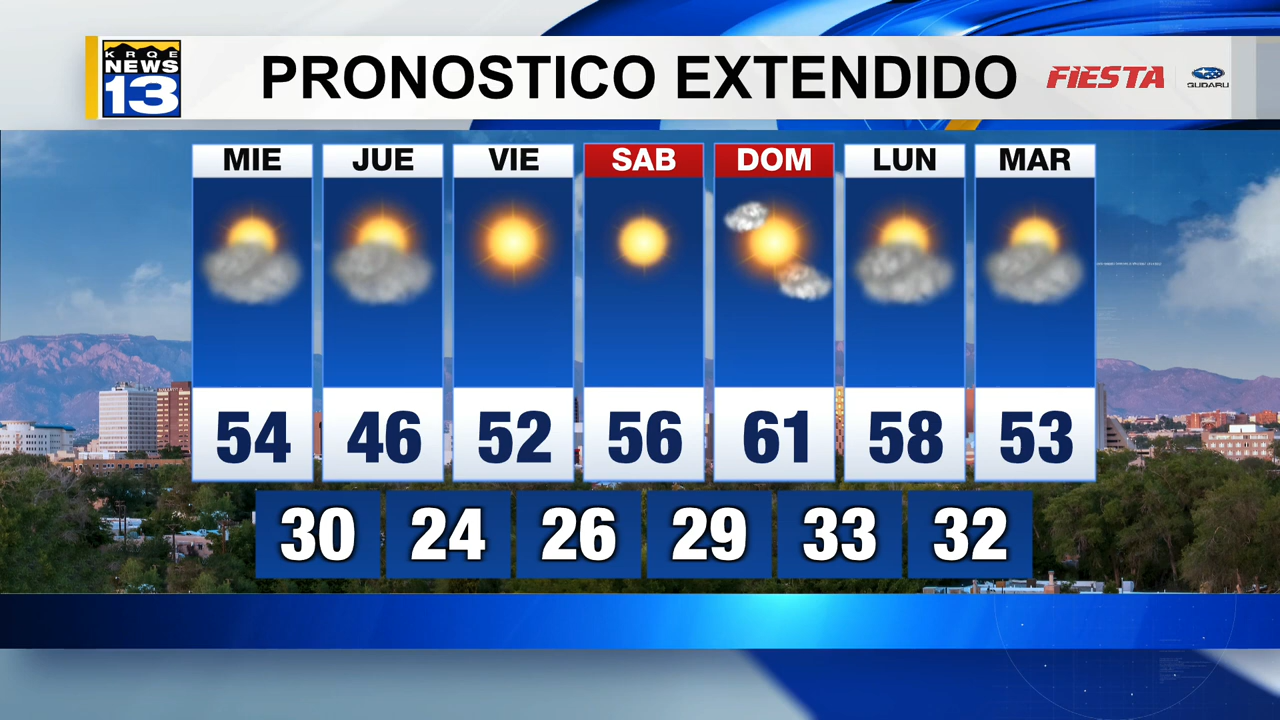 KRQE
NEWS
13
PRONOSTICO EXTENDIDO
FIESTA
SUBARU
MIE JUE VIE SAB DOM LUN MAR
54 46 52 56 61 58 53
30 24 26 29 33 32